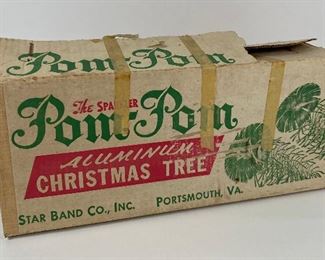 Pom-Pom
The SPARKLER
Pom-Pom
ALUMINUM
CHRISTMAS TREE
STAR BAND CO., INC. PORTSMOUTH, VA.